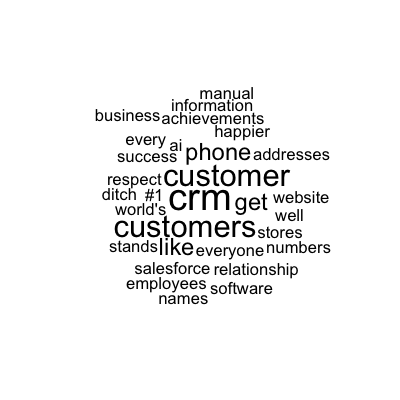 manual
information
business achievements
happier
every ai phone addresses
success
respect customer
ditch #1 crm get website
world's well
customers stores
stands like everyone numbers
salesforce relationship
employees software
names